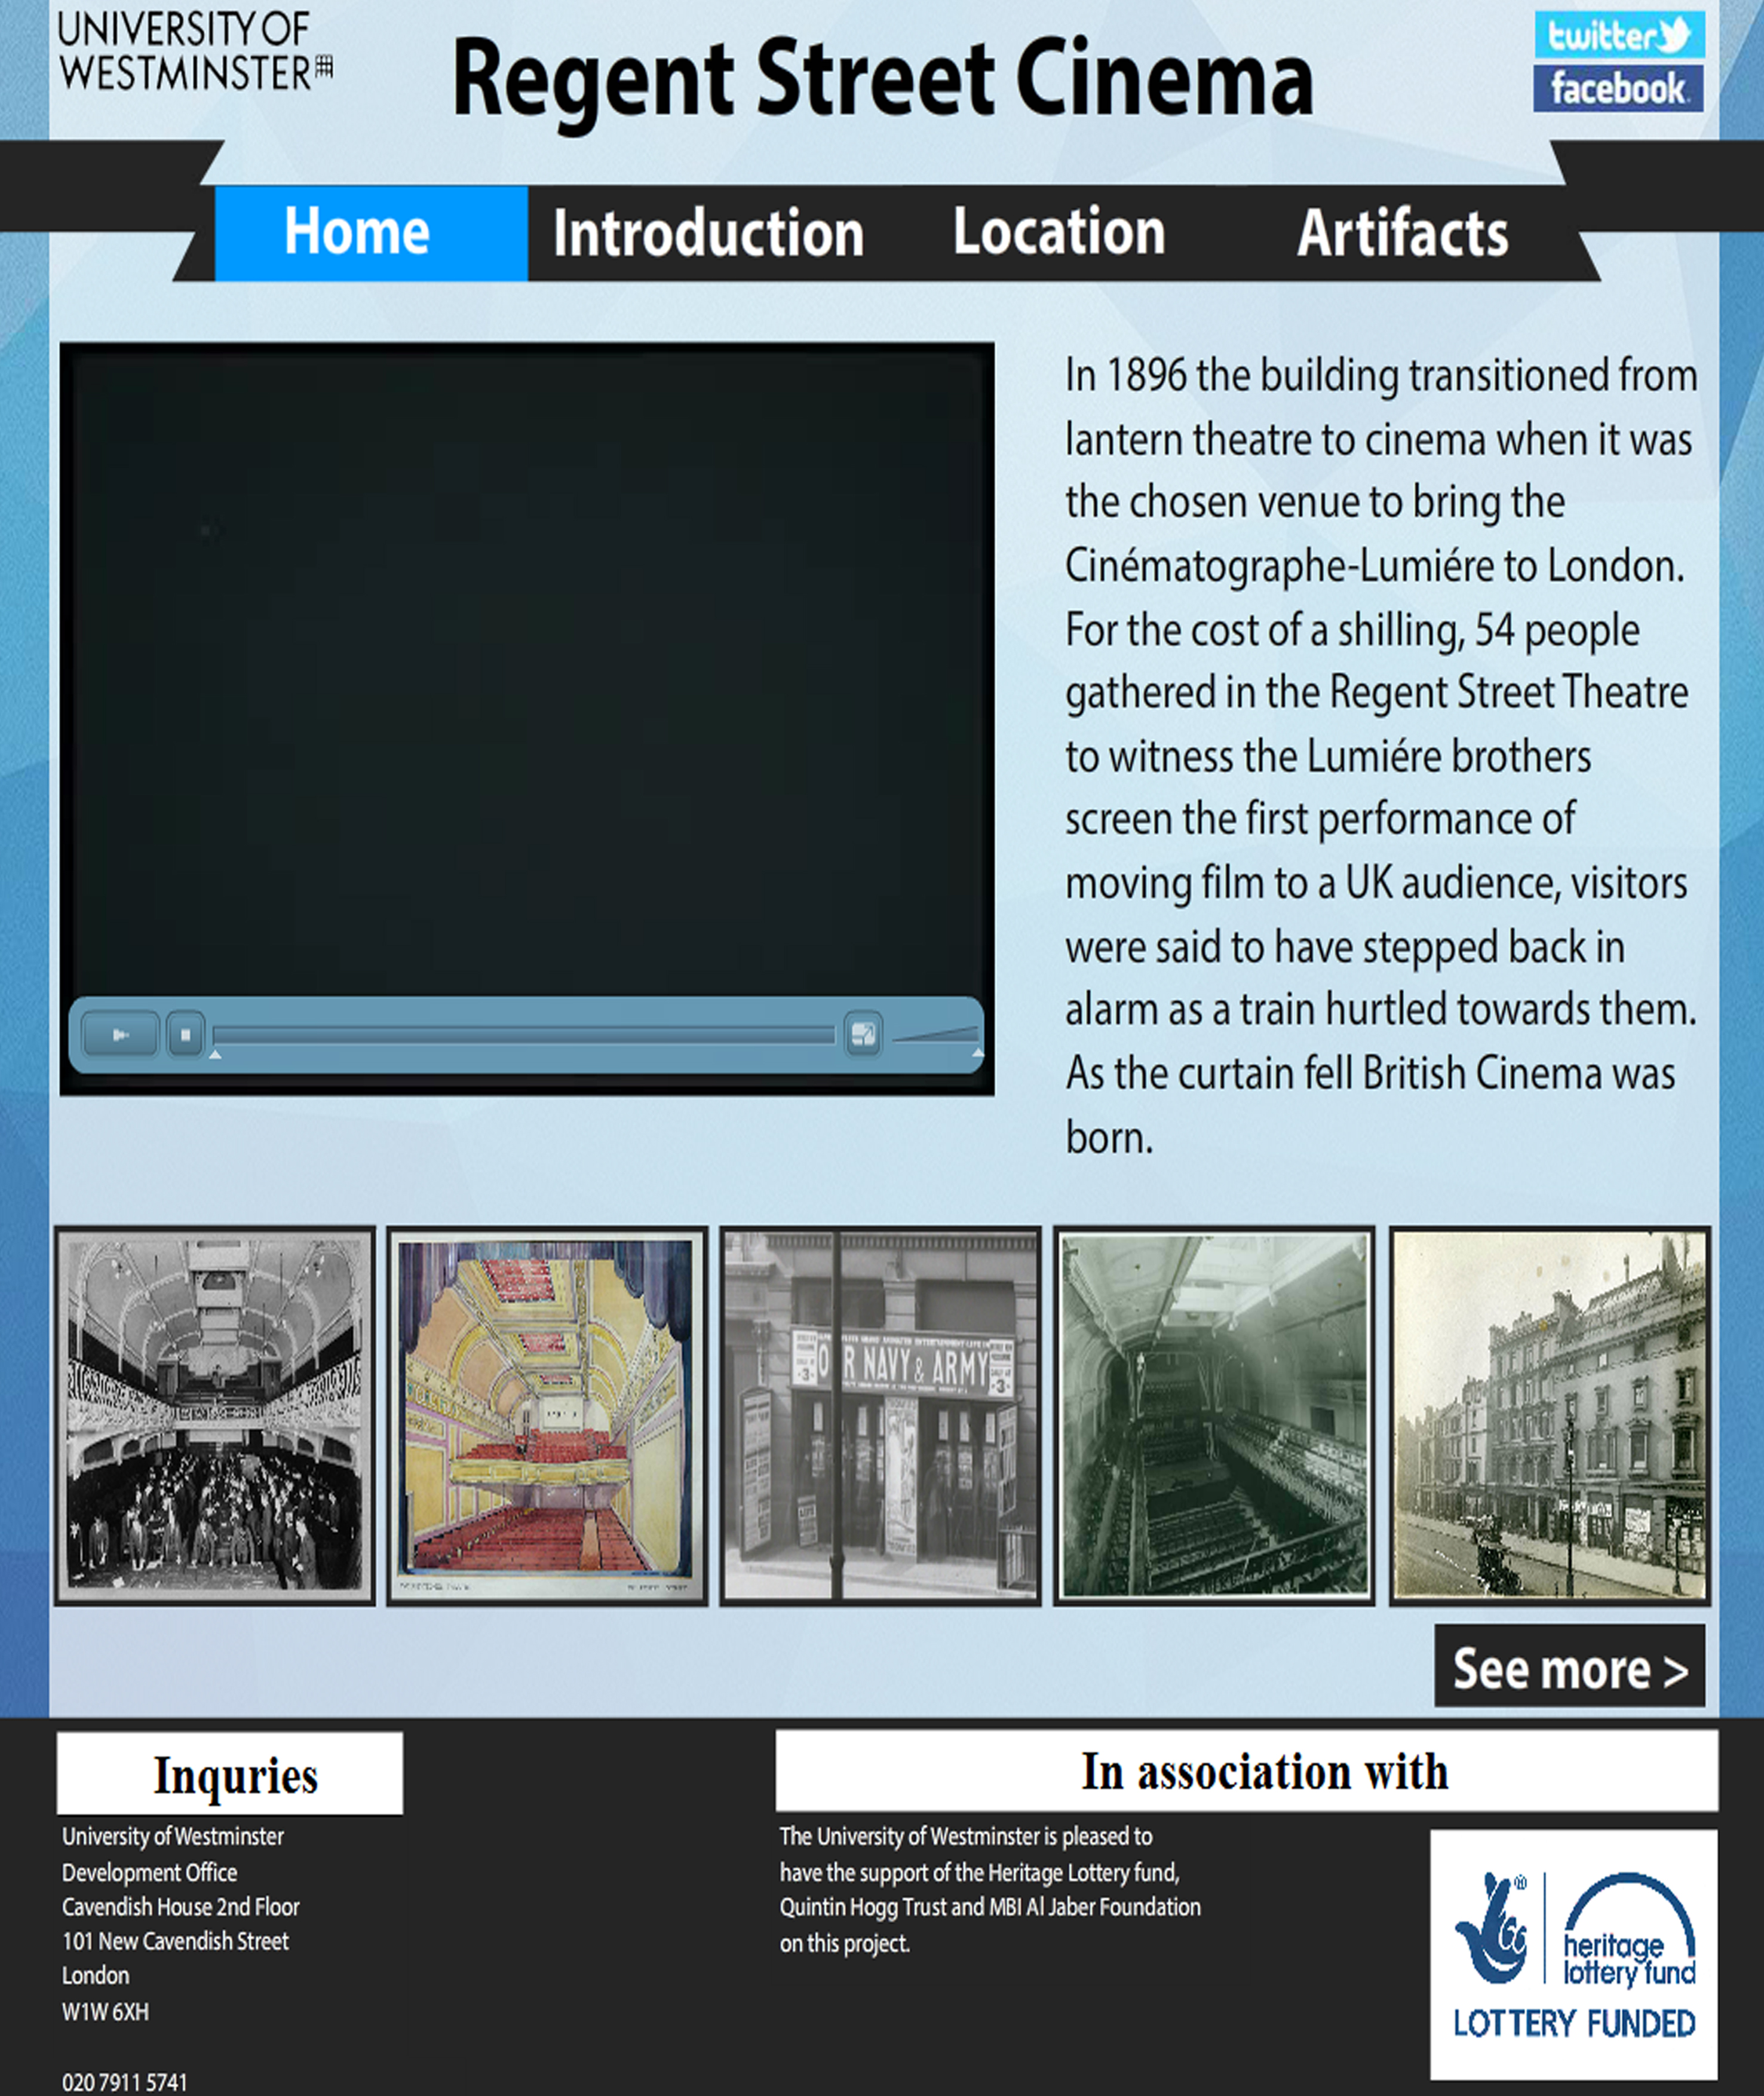 UNIVERSITY OF
WESTMINSTER
Regent Street Cinema
twitter
facebook
Home Introduction Location Artifacts
In 1896 the building transitioned from
lantern theatre to cinema when it was
the chosen venue to bring the
Cinématographe-Lumiére to London.
For the cost of a shilling, 54 people
gathered in the Regent Street Theatre
to witness the Lumiére brothers
screen the first performance of
moving film to a UK audience, visitors
were said to have stepped back in
alarm as a train hurtled towards them.
As the curtain fell British Cinema was
born.
NAVY & ARMY
See more >
Inquries
University of Westminster
Development Office
Cavendish House 2nd Floor
101 New Cavendish Street
London
W1W 6XH
020 7911 5741
In association with
The University of Westminster is pleased to
have the support of the Heritage Lottery fund,
Quintin Hogg Trust and MBI Al Jaber Foundation
on this project.
heritage
lottery fund
LOTTERY FUNDED